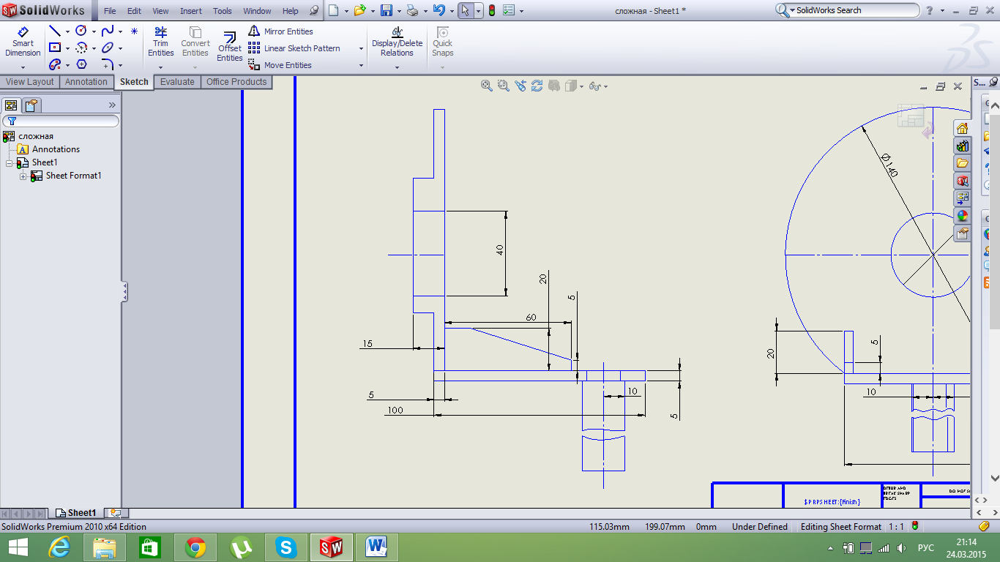 SolidWorks File Edit View Insert Tools Window Help сложная - Sheet1 * SolidWorks Search
Smart Dimension
Trim Entities
Convert Entities
Offset Entities
Mirror Entities
Linear Sketch Pattern
Move Entities
Display/Delete Relations
Quick Snaps
View Layout Annotation Sketch Evaluate Office Products
S...
сложная
Annotations
Sheet1
Sheet Format1
Ø140
40
20
5
60
15
10
5
100
5
20
5
10
$PRPSHEET:{Finish}
BREAK SHARP
EDGES
Sheet1
SolidWorks Premium 2010 x64 Edition 115.03mm 199.07mm 0mm Under Defined Editing Sheet Format 1 : 1
РУС
21:14
24.03.2015